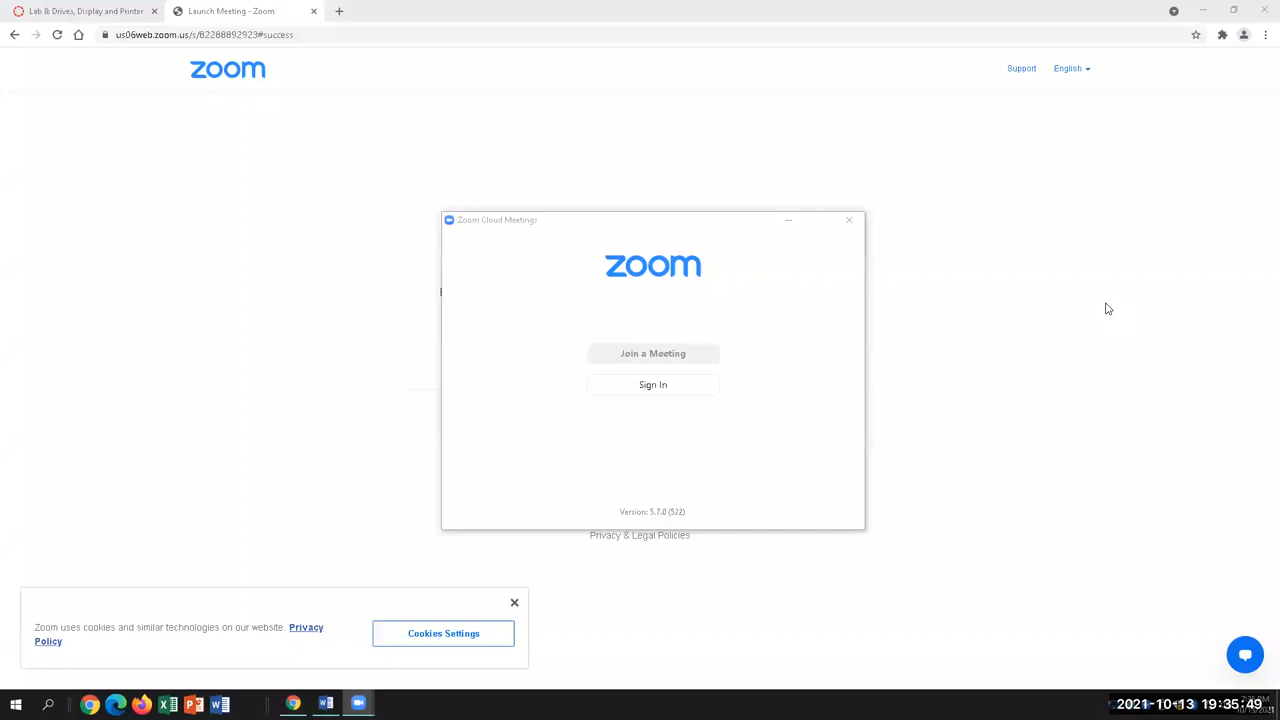 Lab & Drives, Display and Printer
Launch Meeting - Zoom
us06web.zoom.us/s/82288892923#success
zoom
Support
English
Zoom Cloud Meetings
zoom
Join a Meeting
Sign In
Version: 5.7.0 (522)
Privacy & Legal Policies
Zoom uses cookies and similar technologies on our website. Privacy
Policy
Cookies Settings
2021-10-13 19:35:49